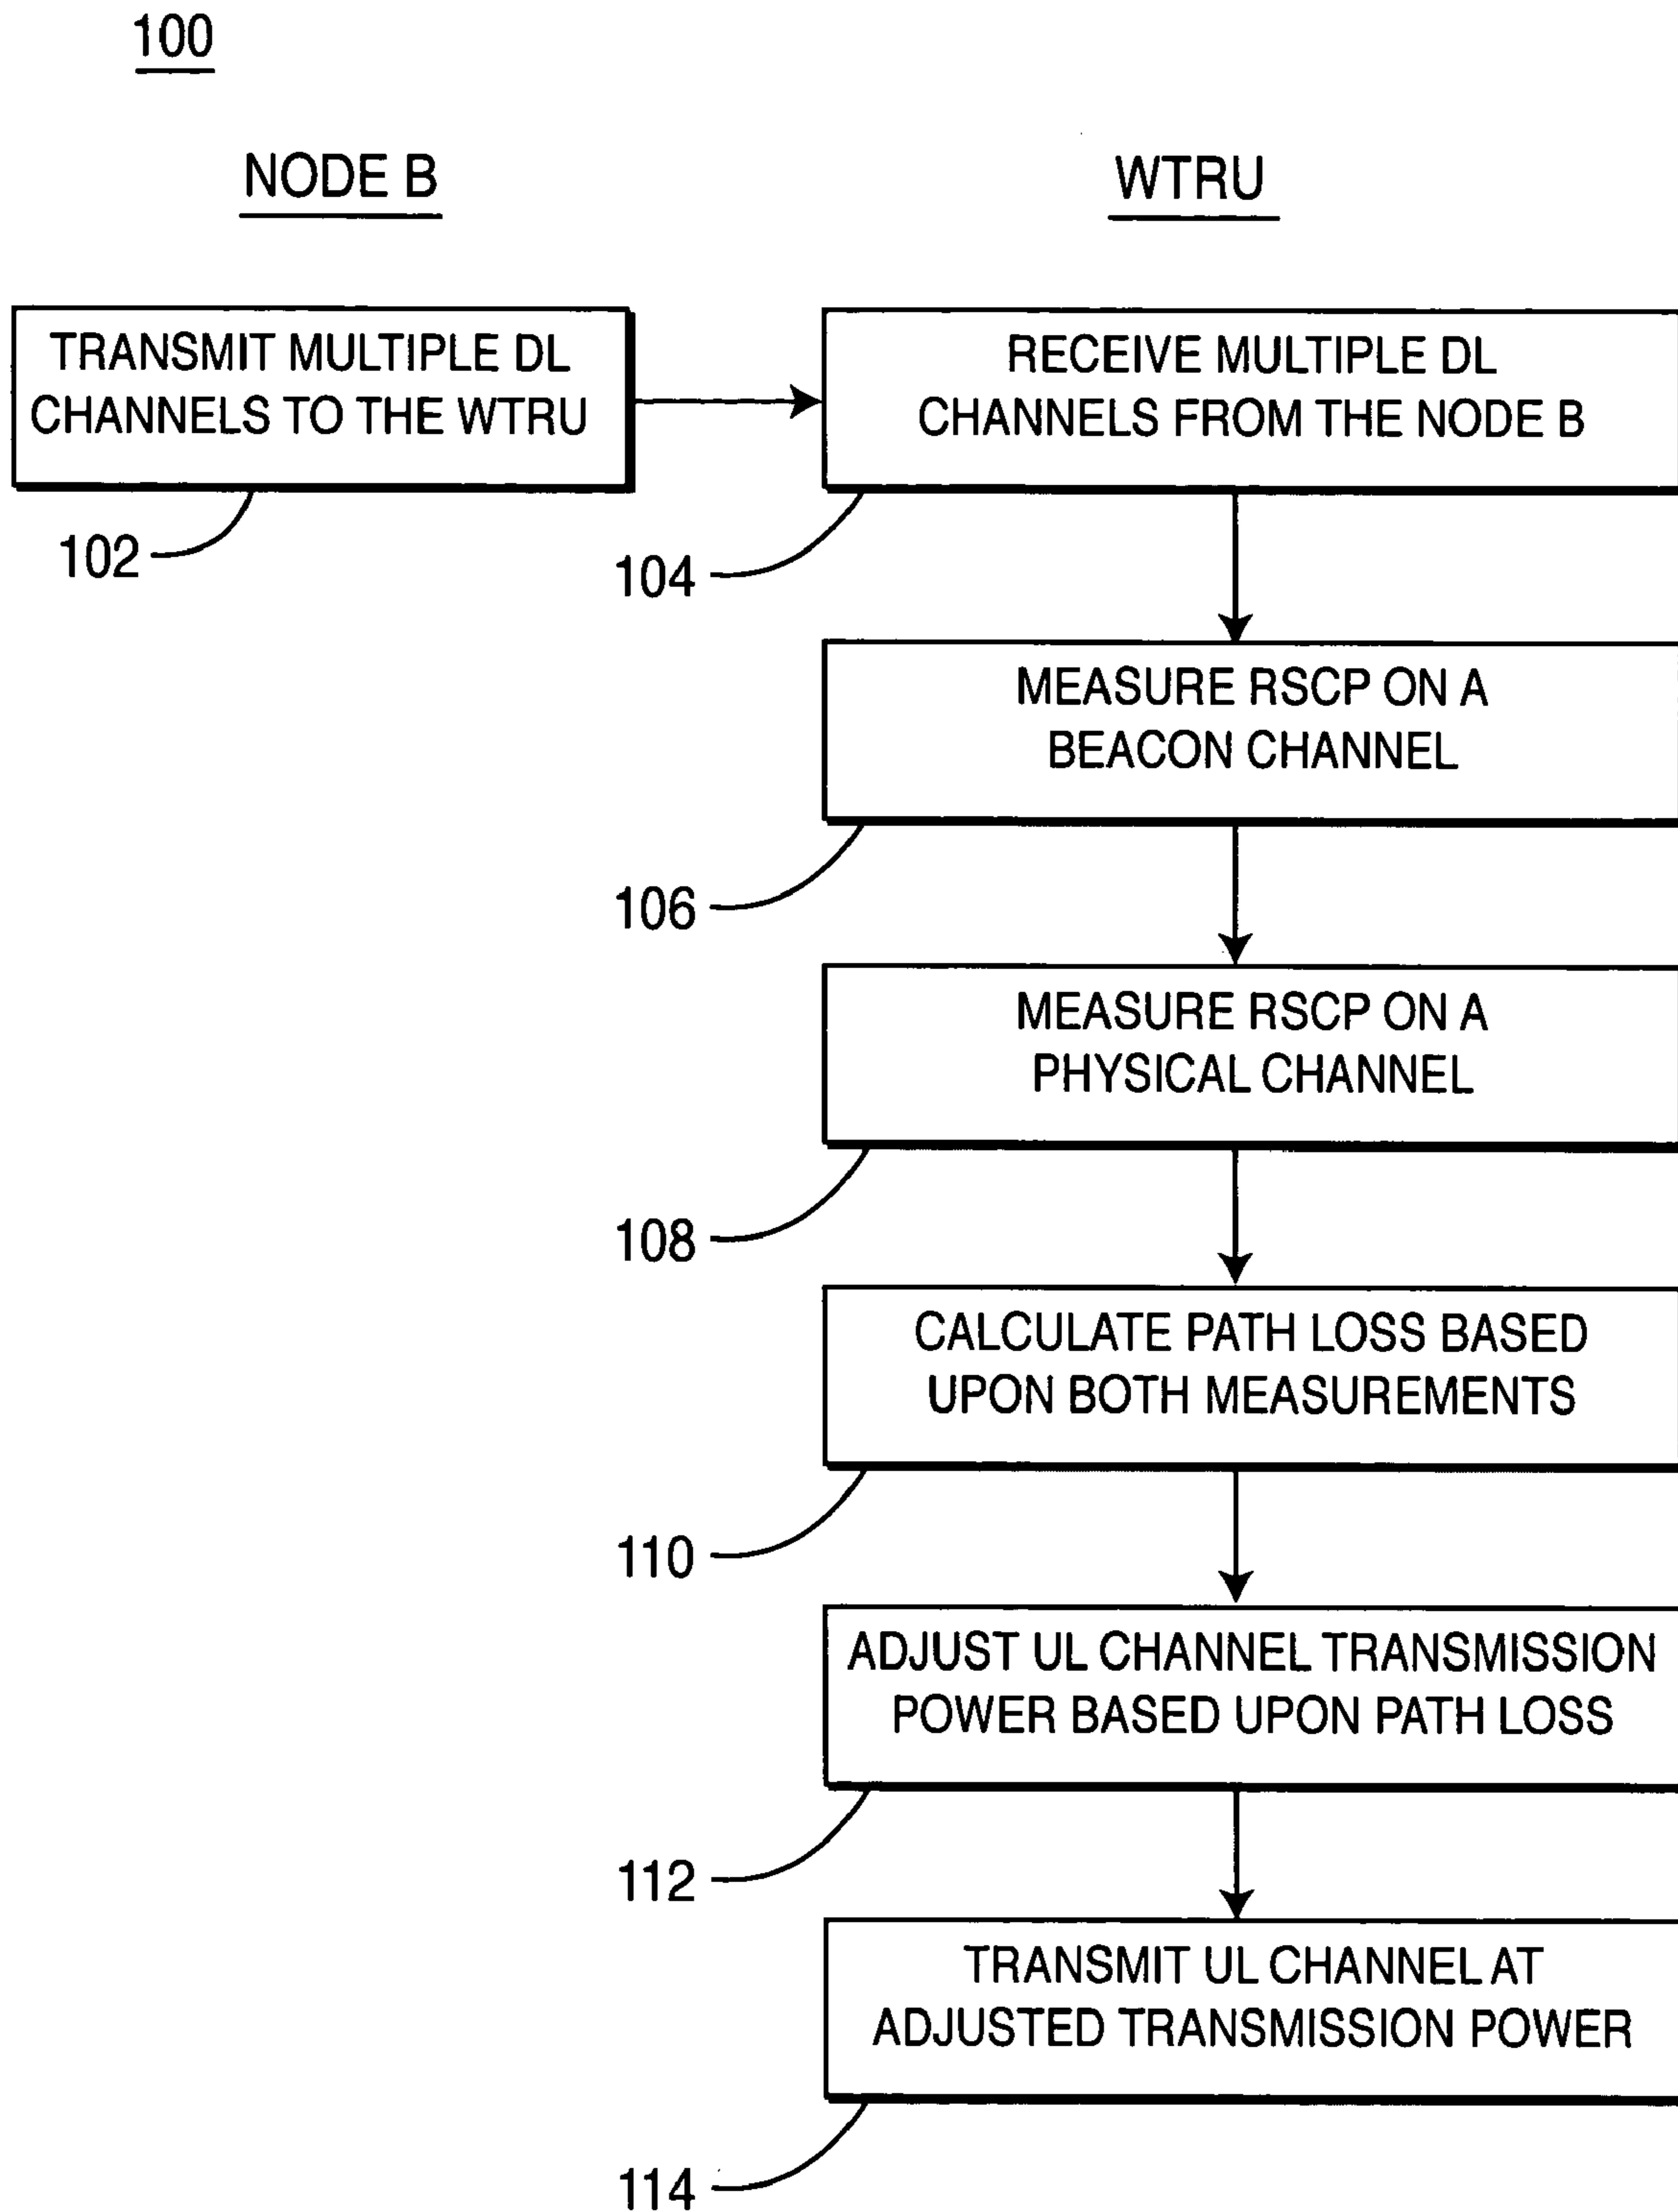 100
NODE B
WTRU
TRANSMIT MULTIPLE DL
CHANNELS TO THE WTRU
102
RECEIVE MULTIPLE DL
CHANNELS FROM THE NODE B
104
MEASURE RSCP ON A
BEACON CHANNEL
106
MEASURE RSCP ON A
PHYSICAL CHANNEL
108
CALCULATE PATH LOSS BASED
UPON BOTH MEASUREMENTS
110
ADJUST UL CHANNEL TRANSMISSION
POWER BASED UPON PATH LOSS
112
TRANSMIT UL CHANNEL AT
ADJUSTED TRANSMISSION POWER
114